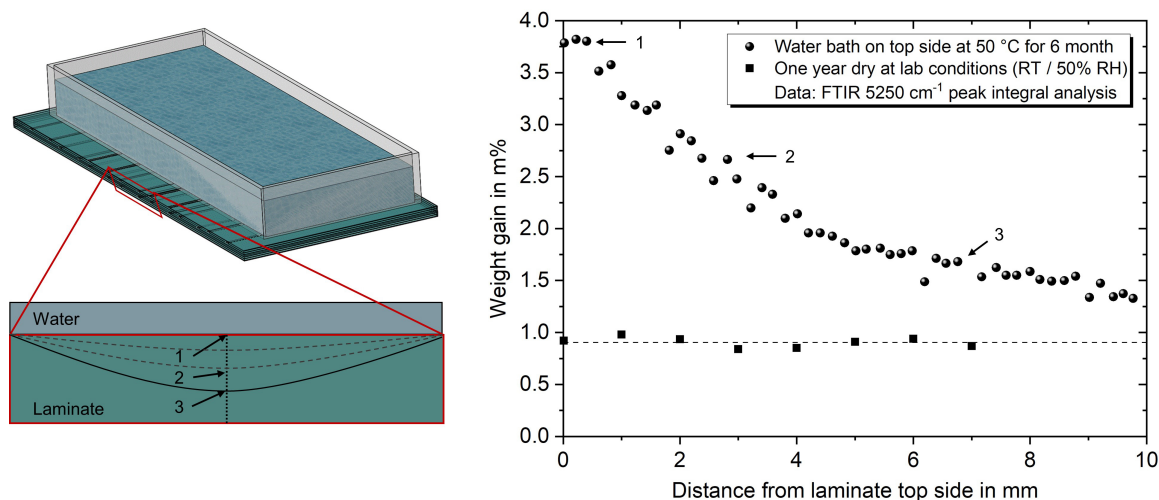 Water
1
2
3
Laminate
Weight gain in m%
4.0
3.5
3.0
2.5
2.0
1.5
1.0
0.5
0.0
Water bath on top side at 50 °C for 6 month
One year dry at lab conditions (RT / 50% RH)
Data: FTIR 5250 cm⁻¹ peak integral analysis
1
2
3
0 2 4 6 8 10
Distance from laminate top side in mm